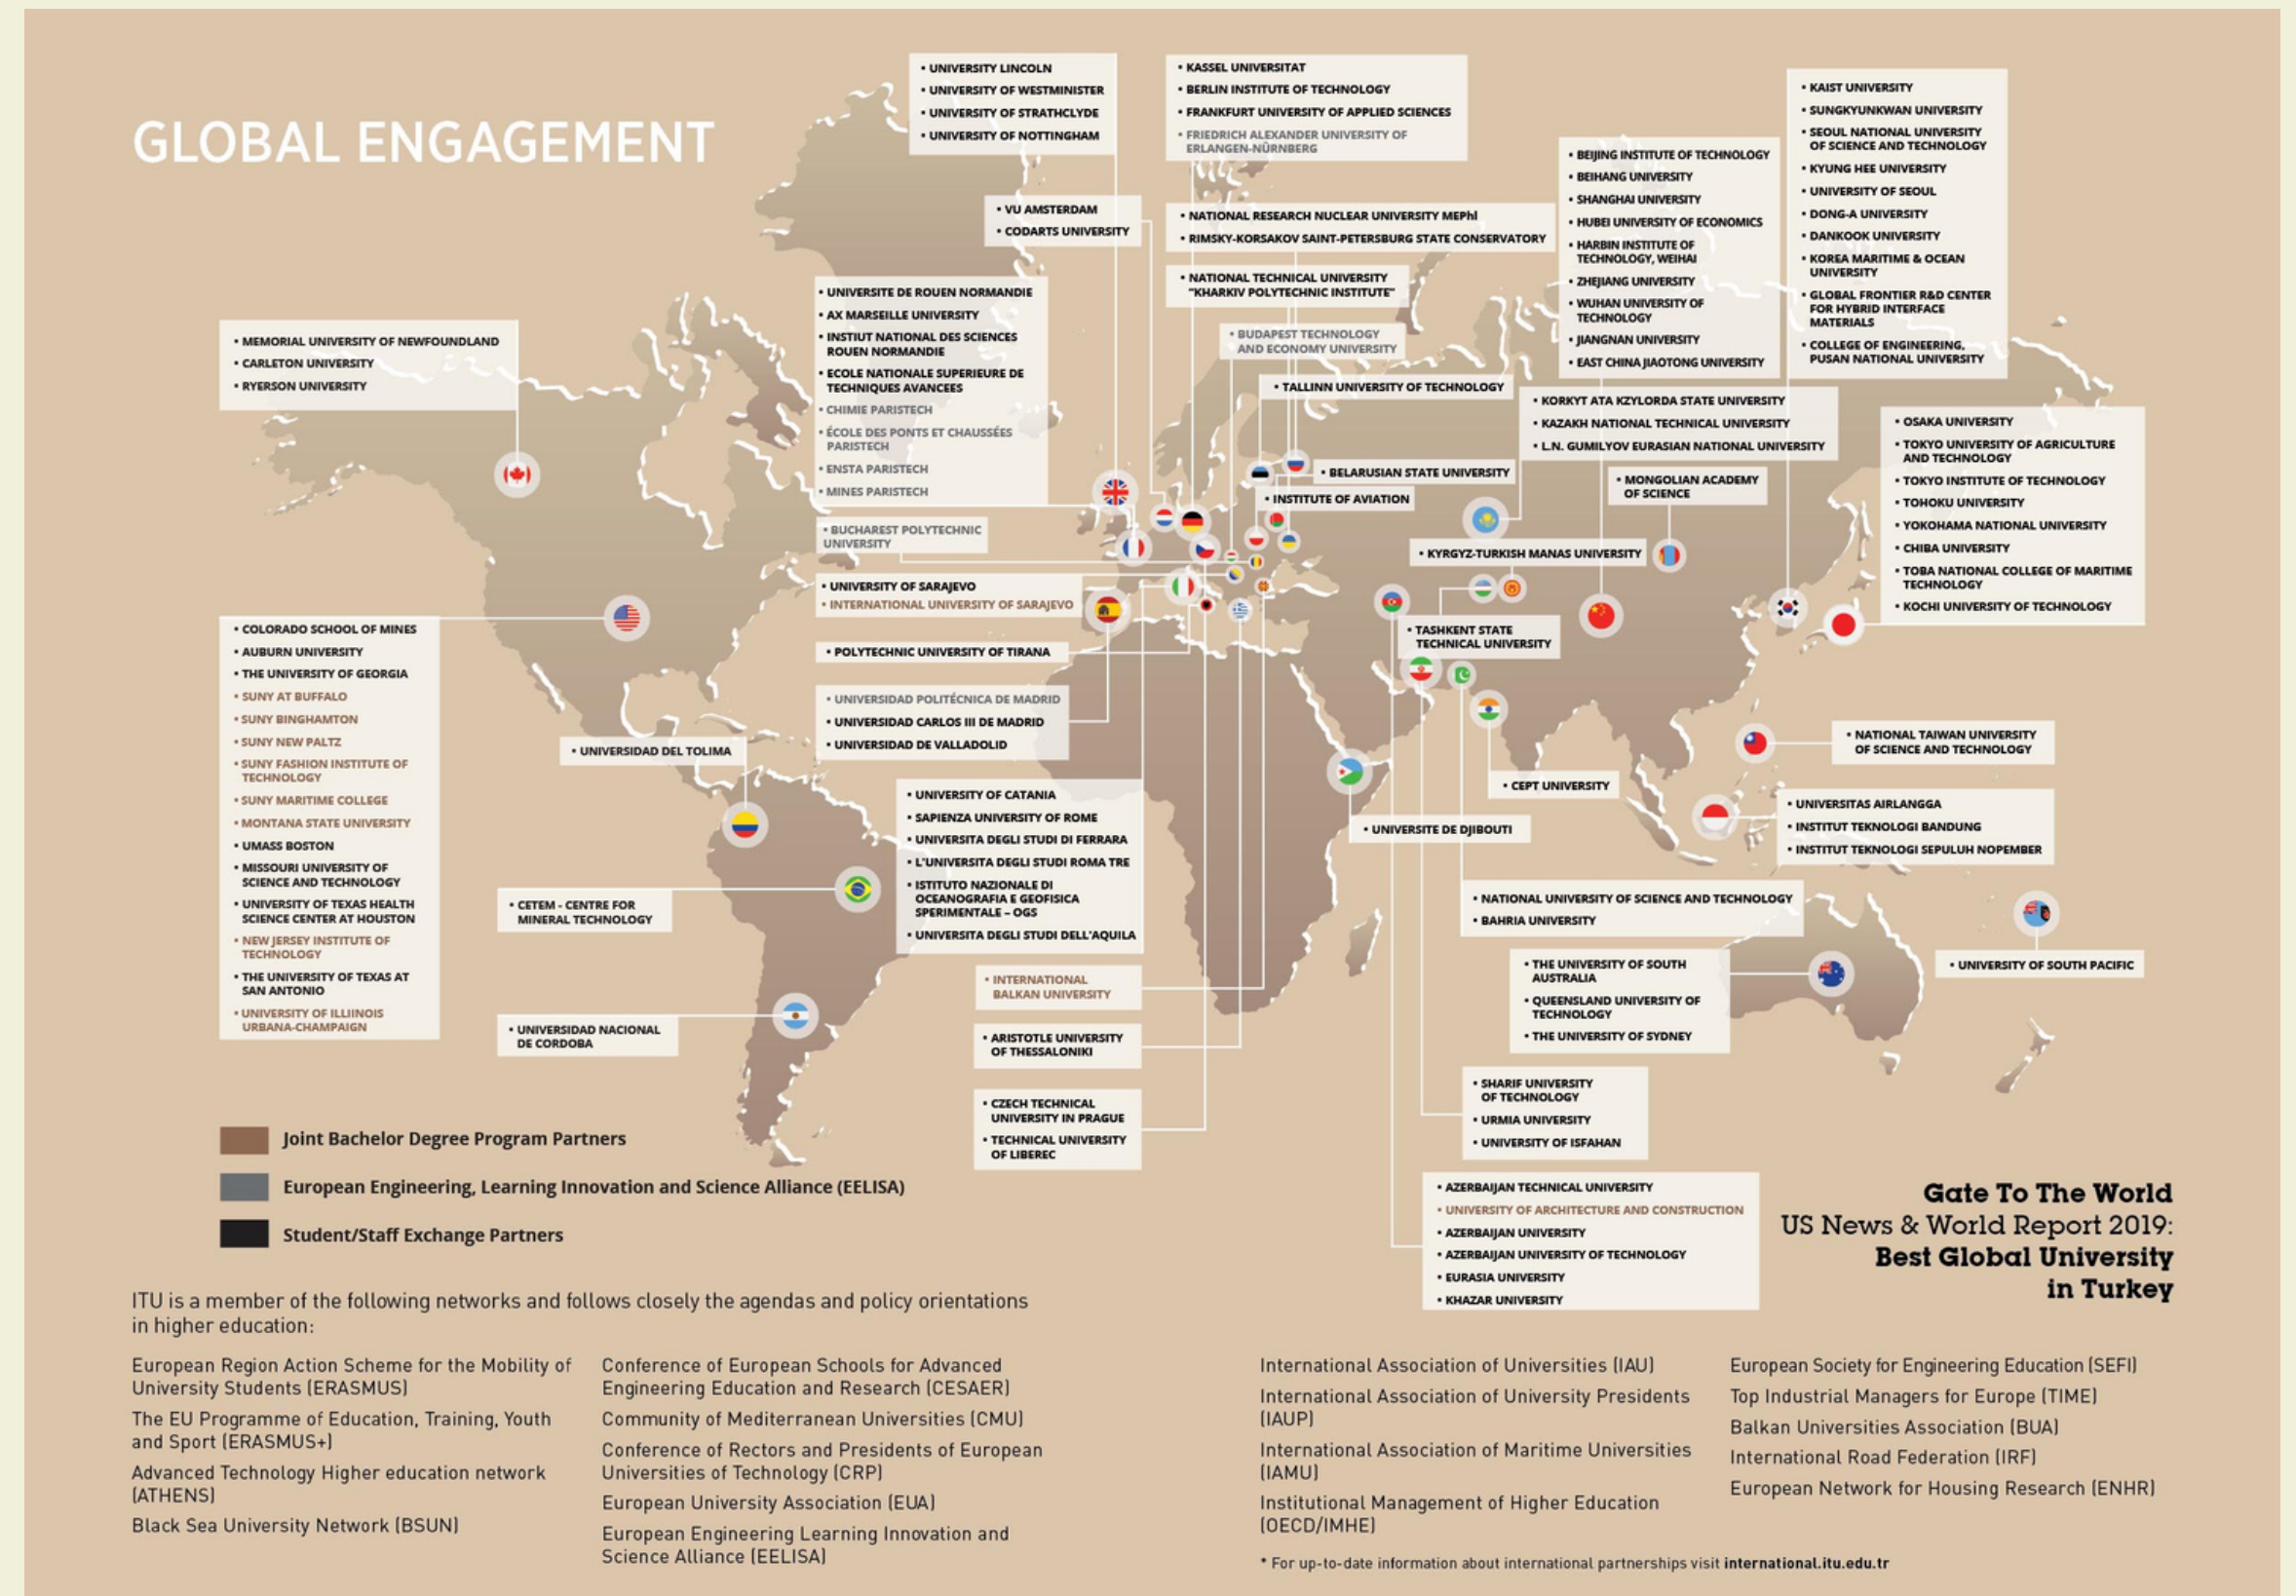 GLOBAL ENGAGEMENT
• UNIVERSITY LINCOLN
• UNIVERSITY OF WESTMINISTER
• UNIVERSITY OF STRATHCLYDE
• UNIVERSITY OF NOTTINGHAM
• KASSEL UNIVERSITAT
• BERLIN INSTITUTE OF TECHNOLOGY
• FRANKFURT UNIVERSITY OF APPLIED SCIENCES
• FRIEDRICH ALEXANDER UNIVERSITY OF
ERLANGEN-NÜRNBERG
• KAIST UNIVERSITY
• SUNGKYUNKWAN UNIVERSITY
• SEOUL NATIONAL UNIVERSITY
OF SCIENCE AND TECHNOLOGY
• KYUNG HEE UNIVERSITY
• UNIVERSITY OF SEOUL
• DONG-A UNIVERSITY
• DANKOOK UNIVERSITY
• KOREA MARITIME & OCEAN
UNIVERSITY
• GLOBAL FRONTIER R&D CENTER
FOR HYBRID INTERFACE
MATERIALS
• COLLEGE OF ENGINEERING,
PUSAN NATIONAL UNIVERSITY
• BEIJING INSTITUTE OF TECHNOLOGY
• BEIHANG UNIVERSITY
• SHANGHAI UNIVERSITY
• HUBEI UNIVERSITY OF ECONOMICS
• HARBIN INSTITUTE OF
TECHNOLOGY, WEIHAI
• ZHEJIANG UNIVERSITY
• WUHAN UNIVERSITY OF
TECHNOLOGY
• JIANGNAN UNIVERSITY
• EAST CHINA JIAOTONG UNIVERSITY
• VU AMSTERDAM
• CODARTS UNIVERSITY
• NATIONAL RESEARCH NUCLEAR UNIVERSITY MEPhI
• RIMSKY-KORSAKOV SAINT-PETERSBURG STATE CONSERVATORY
• NATIONAL TECHNICAL UNIVERSITY
"KHARKIV POLYTECHNIC INSTITUTE"
• UNIVERSITE DE ROUEN NORMANDIE
• AX MARSEILLE UNIVERSITY
• INSTIUT NATIONAL DES SCIENCES
ROUEN NORMANDIE
• ECOLE NATIONALE SUPERIEURE DE
TECHNIQUES AVANCEES
• CHIMIE PARISTECH
• ÉCOLE DES PONTS ET CHAUSSÉES
PARISTECH
• ENSTA PARISTECH
• MINES PARISTECH
• BUDAPEST TECHNOLOGY
AND ECONOMY UNIVERSITY
• MEMORIAL UNIVERSITY OF NEWFOUNDLAND
• CARLETON UNIVERSITY
• RYERSON UNIVERSITY
• TALLINN UNIVERSITY OF TECHNOLOGY
• KORKYT ATA KZYLORDA STATE UNIVERSITY
• KAZAKH NATIONAL TECHNICAL UNIVERSITY
• L.N. GUMILYOV EURASIAN NATIONAL UNIVERSITY
• OSAKA UNIVERSITY
• TOKYO UNIVERSITY OF AGRICULTURE
AND TECHNOLOGY
• TOKYO INSTITUTE OF TECHNOLOGY
• TOHOKU UNIVERSITY
• YOKOHAMA NATIONAL UNIVERSITY
• CHIBA UNIVERSITY
• TOBA NATIONAL COLLEGE OF MARITIME
TECHNOLOGY
• KOCHI UNIVERSITY OF TECHNOLOGY
• BELARUSIAN STATE UNIVERSITY
• MONGOLIAN ACADEMY
OF SCIENCE
• INSTITUTE OF AVIATION
• BUCHAREST POLYTECHNIC
UNIVERSITY
• KYRGYZ-TURKISH MANAS UNIVERSITY
• UNIVERSITY OF SARAJEVO
• INTERNATIONAL UNIVERSITY OF SARAJEVO
• TASHKENT STATE
TECHNICAL UNIVERSITY
• POLYTECHNIC UNIVERSITY OF TIRANA
• COLORADO SCHOOL OF MINES
• AUBURN UNIVERSITY
• THE UNIVERSITY OF GEORGIA
• SUNY AT BUFFALO
• SUNY BINGHAMTON
• SUNY NEW PALTZ
• SUNY FASHION INSTITUTE OF
TECHNOLOGY
• SUNY MARITIME COLLEGE
• MONTANA STATE UNIVERSITY
• UMASS BOSTON
• MISSOURI UNIVERSITY OF
SCIENCE AND TECHNOLOGY
• UNIVERSITY OF TEXAS HEALTH
SCIENCE CENTER AT HOUSTON
• NEW JERSEY INSTITUTE OF
TECHNOLOGY
• THE UNIVERSITY OF TEXAS AT
SAN ANTONIO
• UNIVERSITY OF ILLIINOIS
URBANA-CHAMPAIGN
• UNIVERSIDAD POLITÉCNICA DE MADRID
• UNIVERSIDAD CARLOS III DE MADRID
• UNIVERSIDAD DE VALLADOLID
• UNIVERSIDAD DEL TOLIMA
• NATIONAL TAIWAN UNIVERSITY
OF SCIENCE AND TECHNOLOGY
• CEPT UNIVERSITY
• UNIVERSITY OF CATANIA
• SAPIENZA UNIVERSITY OF ROME
• UNIVERSITA DEGLI STUDI DI FERRARA
• L'UNIVERSITA DEGLI STUDI ROMA TRE
• ISTITUTO NAZIONALE DI
OCEANOGRAFIA E GEOFISICA
SPERIMENTALE – OGS
• UNIVERSITA DEGLI STUDI DELL'AQUILA
• UNIVERSITAS AIRLANGGA
• INSTITUT TEKNOLOGI BANDUNG
• INSTITUT TEKNOLOGI SEPULUH NOPEMBER
• UNIVERSITE DE DJIBOUTI
• CETEM - CENTRE FOR
MINERAL TECHNOLOGY
• NATIONAL UNIVERSITY OF SCIENCE AND TECHNOLOGY
• BAHRIA UNIVERSITY
• THE UNIVERSITY OF SOUTH
AUSTRALIA
• QUEENSLAND UNIVERSITY OF
TECHNOLOGY
• THE UNIVERSITY OF SYDNEY
• UNIVERSITY OF SOUTH PACIFIC
• INTERNATIONAL
BALKAN UNIVERSITY
• UNIVERSIDAD NACIONAL
DE CORDOBA
• ARISTOTLE UNIVERSITY
OF THESSALONIKI
• SHARIF UNIVERSITY
OF TECHNOLOGY
• URMIA UNIVERSITY
• UNIVERSITY OF ISFAHAN
• CZECH TECHNICAL
UNIVERSITY IN PRAGUE
• TECHNICAL UNIVERSITY
OF LIBEREC
Joint Bachelor Degree Program Partners
European Engineering, Learning Innovation and Science Alliance (EELISA)
Student/Staff Exchange Partners
• AZERBAIJAN TECHNICAL UNIVERSITY
• UNIVERSITY OF ARCHITECTURE AND CONSTRUCTION
• AZERBAIJAN UNIVERSITY
• AZERBAIJAN UNIVERSITY OF TECHNOLOGY
• EURASIA UNIVERSITY
• KHAZAR UNIVERSITY
Gate To The World
US News & World Report 2019:
Best Global University
in Turkey
ITU is a member of the following networks and follows closely the agendas and policy orientations
in higher education:
European Region Action Scheme for the Mobility of
University Students (ERASMUS)
The EU Programme of Education, Training, Youth
and Sport (ERASMUS+)
Advanced Technology Higher education network
(ATHENS)
Black Sea University Network (BSUN)
Conference of European Schools for Advanced
Engineering Education and Research (CESAER)
Community of Mediterranean Universities (CMU)
Conference of Rectors and Presidents of European
Universities of Technology (CRP)
European University Association (EUA)
European Engineering Learning Innovation and
Science Alliance (EELISA)
International Association of Universities (IAU)
International Association of University Presidents
(IAUP)
International Association of Maritime Universities
(IAMU)
Institutional Management of Higher Education
(OECD/IMHE)
European Society for Engineering Education (SEFI)
Top Industrial Managers for Europe (TIME)
Balkan Universities Association (BUA)
International Road Federation (IRF)
European Network for Housing Research (ENHR)
* For up-to-date information about international partnerships visit international.itu.edu.tr